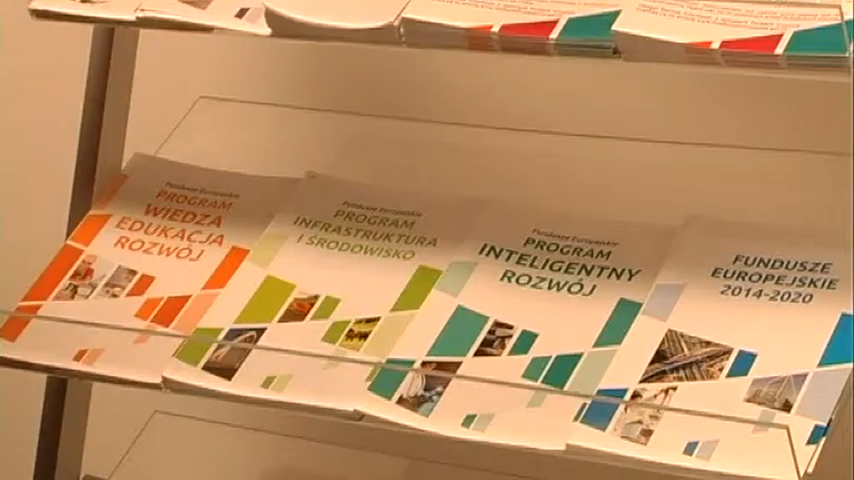 Fundusze Europejskie
PROGRAM
WIEDZA
EDUKACJA
ROZWÓJ
Fundusze Europejskie
PROGRAM
INFRASTRUKTURA
I ŚRODOWISKO
Fundusze Europejskie
PROGRAM
INTELIGENTNY
ROZWÓJ
FUNDUSZE
EUROPEJSKIE
2014-2020